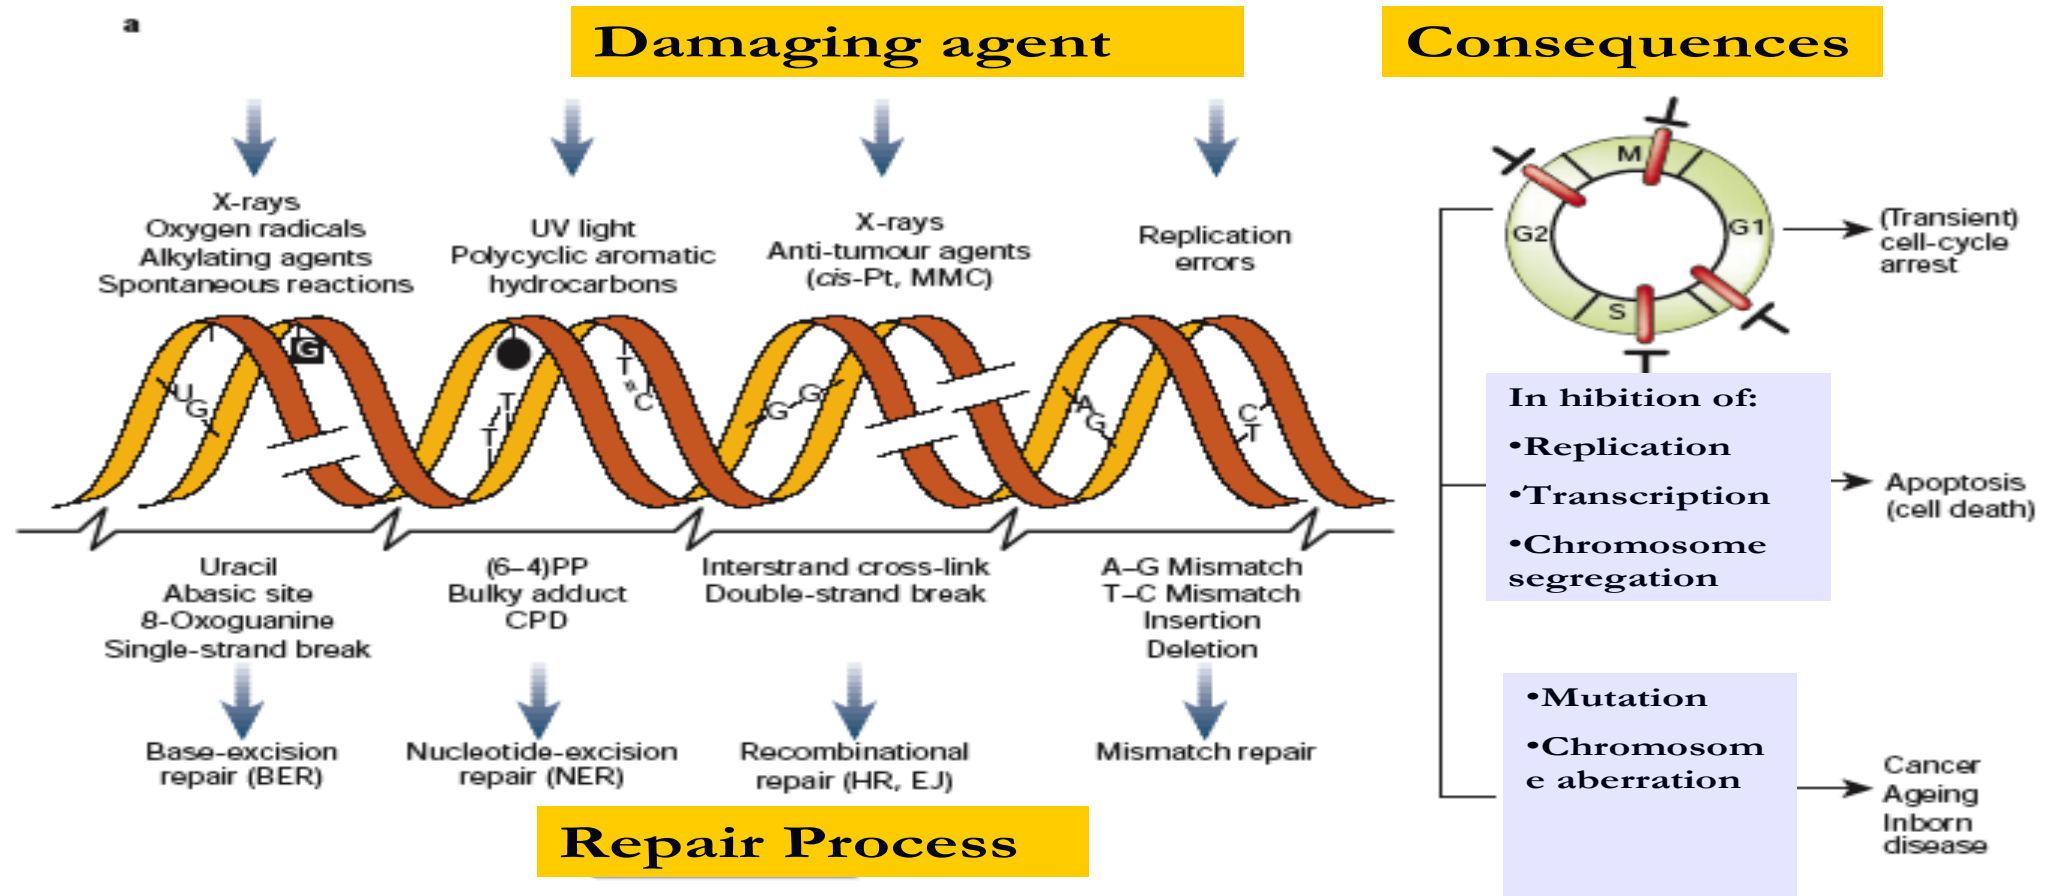 a
Damaging agent
Consequences
X-rays
Oxygen radicals
Alkylating agents
Spontaneous reactions
UV light
Polycyclic aromatic
hydrocarbons
X-rays
Anti-tumour agents
(cis-Pt, MMC)
Replication
errors
G
U
G
T
T
T
C
G
G
A
G
C
T
Uracil
Abasic site
8-Oxoguanine
Single-strand break
(6–4)PP
Bulky adduct
CPD
Interstrand cross-link
Double-strand break
A–G Mismatch
T–C Mismatch
Insertion
Deletion
Base-excision
repair (BER)
Nucleotide-excision
repair (NER)
Recombinational
repair (HR, EJ)
Mismatch repair
Repair Process
M
G1
G2
S
(Transient)
cell-cycle
arrest
In hibition of:
•Replication
•Transcription
•Chromosome
segregation
Apoptosis
(cell death)
•Mutation
•Chromosom
e aberration
Cancer
Ageing
Inborn
disease